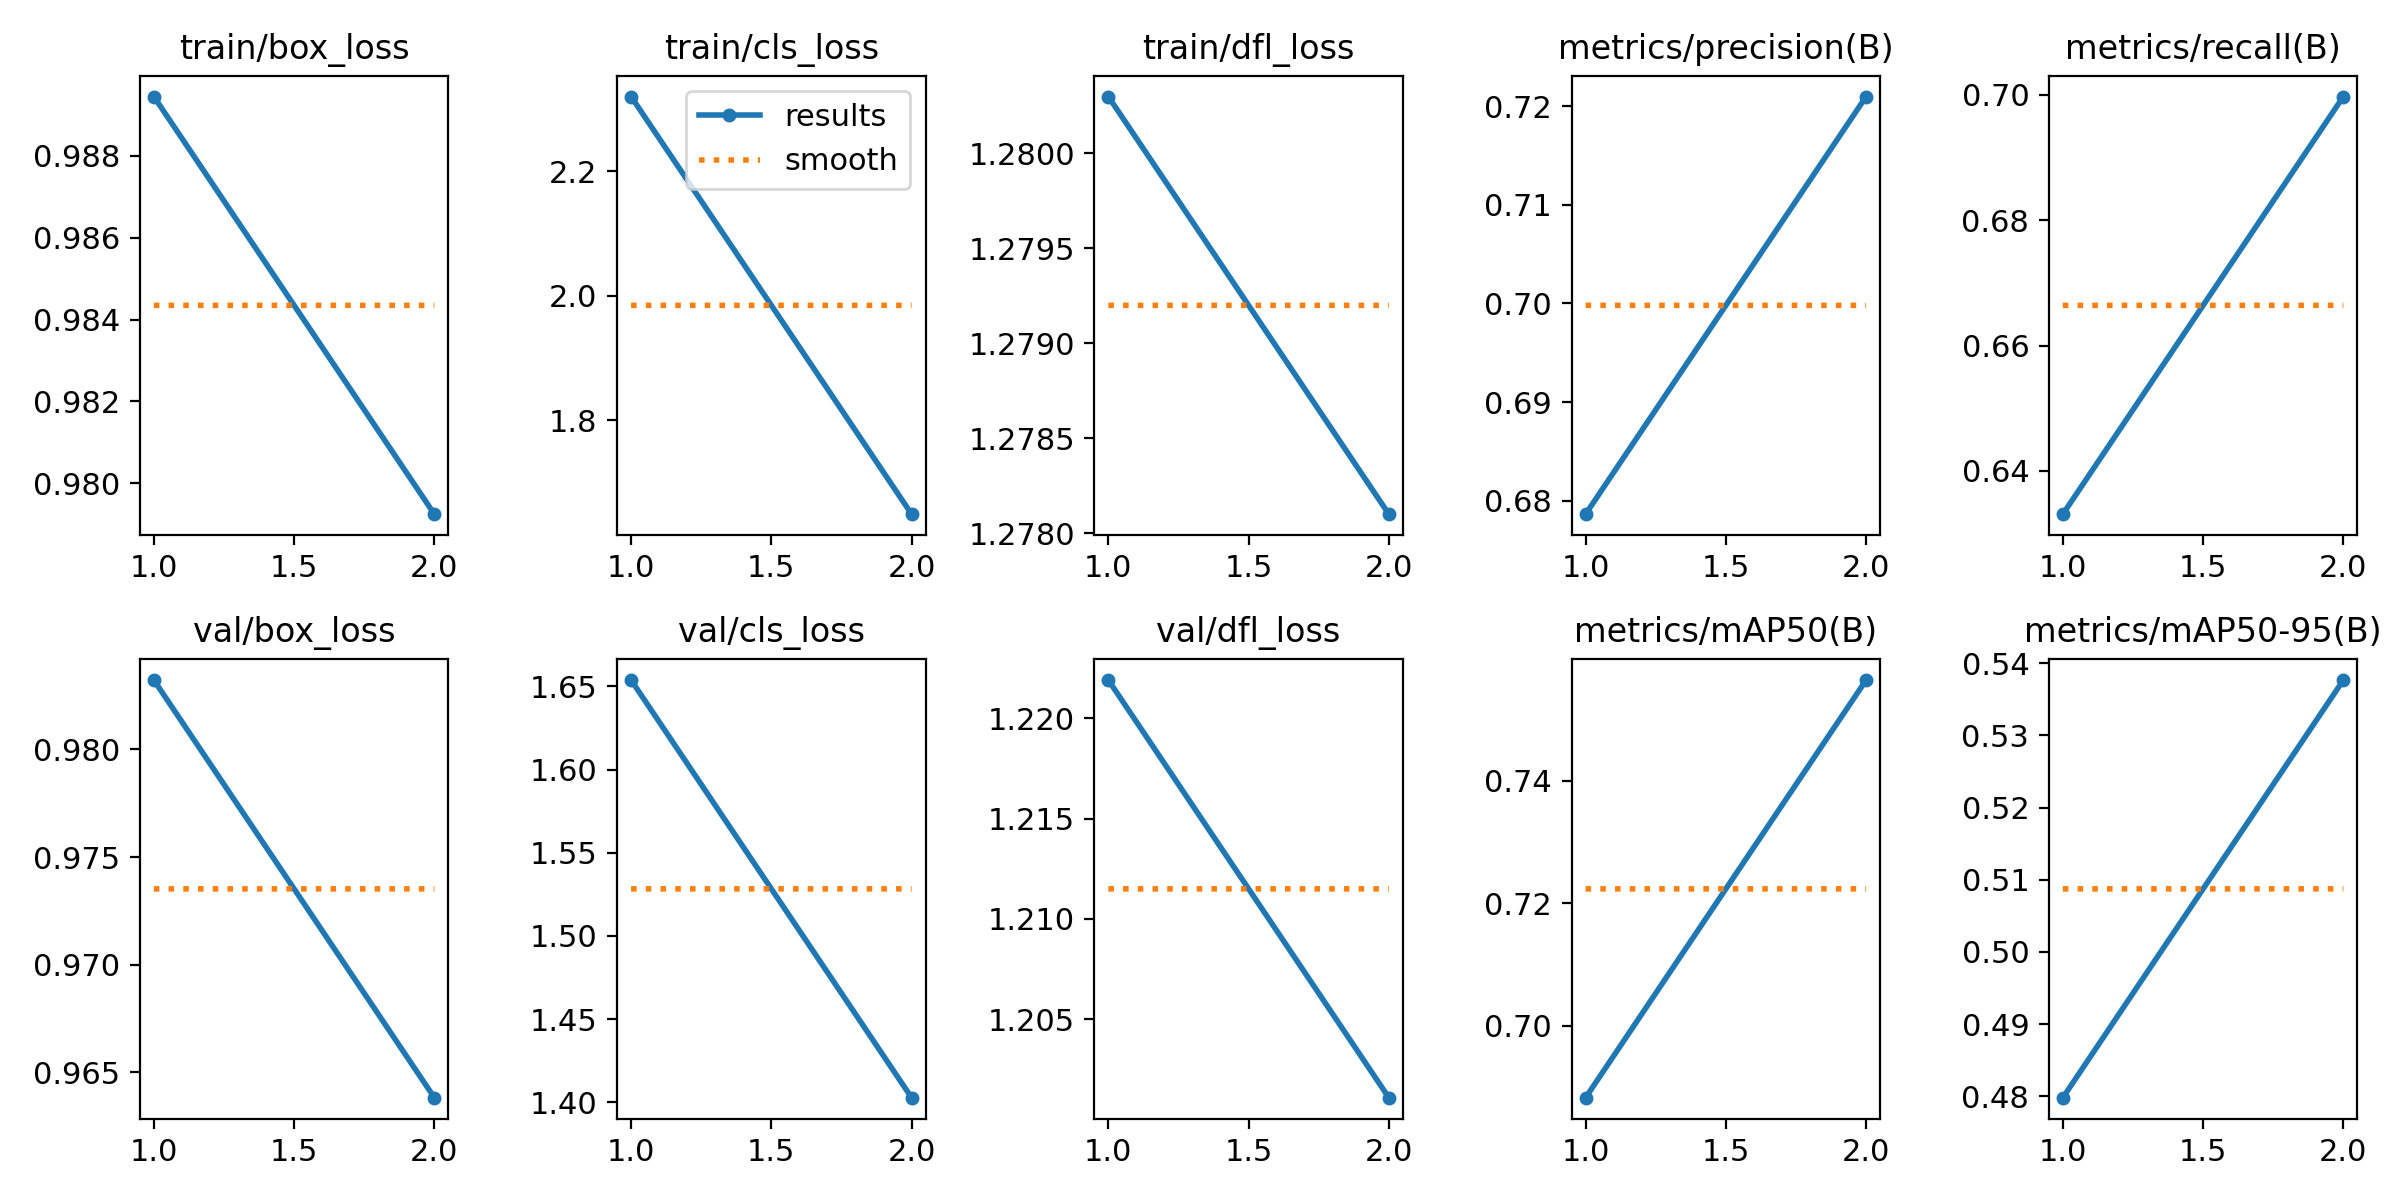 train/box_loss
0.988
0.986
0.984
0.982
0.980
1.0 1.5 2.0
train/cls_loss
results
smooth
2.2
2.0
1.8
1.0 1.5 2.0
train/dfl_loss
1.2800
1.2795
1.2790
1.2785
1.2780
1.0 1.5 2.0
metrics/precision(B)
0.72
0.71
0.70
0.69
0.68
1.0 1.5 2.0
metrics/recall(B)
0.70
0.68
0.66
0.64
1.0 1.5 2.0
val/box_loss
0.980
0.975
0.970
0.965
1.0 1.5 2.0
val/cls_loss
1.65
1.60
1.55
1.50
1.45
1.40
1.0 1.5 2.0
val/dfl_loss
1.220
1.215
1.210
1.205
1.0 1.5 2.0
metrics/mAP50(B)
0.74
0.72
0.70
1.0 1.5 2.0
metrics/mAP50-95(B)
0.54
0.53
0.52
0.51
0.50
0.49
0.48
1.0 1.5 2.0